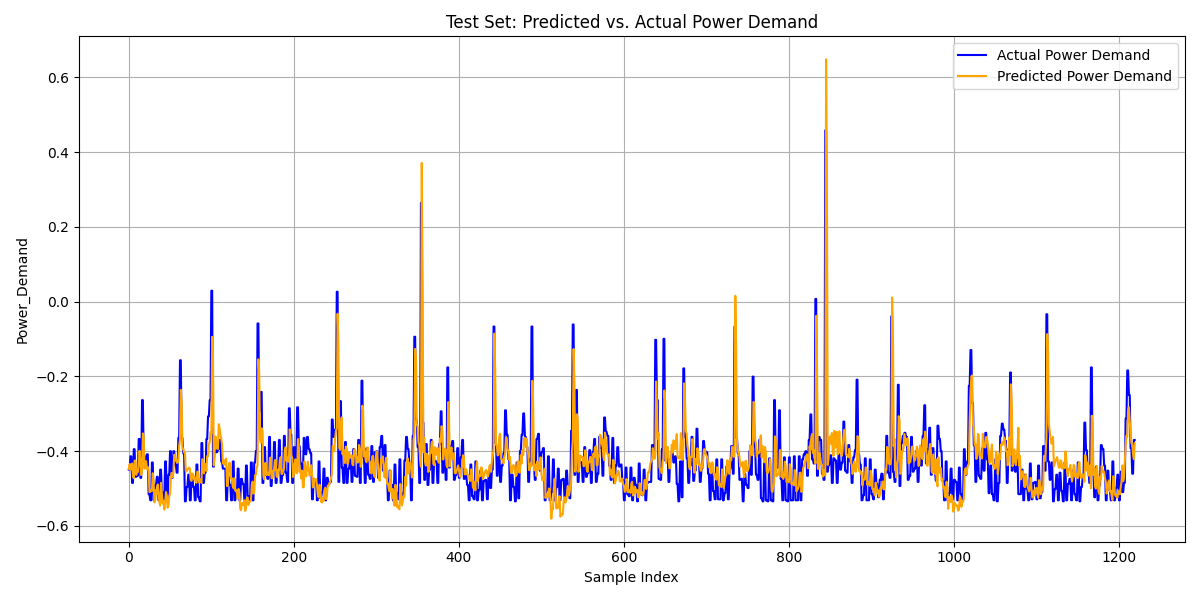 Test Set: Predicted vs. Actual Power Demand
Actual Power Demand
Predicted Power Demand
Power_Demand
0.6
0.4
0.2
0.0
−0.2
−0.4
−0.6
0
200
400
600
800
1000
1200
Sample Index